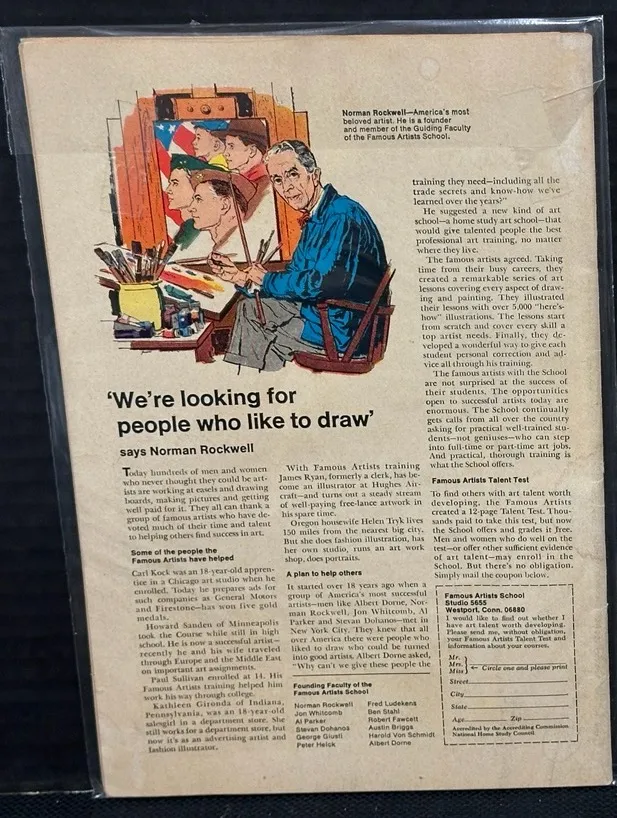 Norman Rockwell—America's most
beloved artist. He is a founder
and member of the Guiding Faculty
of the Famous Artists School.
'We're looking for
people who like to draw'
says Norman Rockwell
Today hundreds of men and women
who never thought they could be art-
ists are working at easels and drawing
boards, making pictures and getting
well paid for it. They all can thank a
group of famous artists who have de-
voted much of their time and talent
to helping others find success in art.
Some of the people the
Famous Artists have helped
Carl Kock was an 18-year-old appren-
tice in a Chicago art studio when he
enrolled. Today he prepares ads for
such companies as General Motors
and Firestone—has won five gold
medals.
Howard Sanden of Minneapolis
took the Course while still in high
school. He is now a successful artist—
recently he and his wife traveled
through Europe and the Middle East
on important art assignments.
Paul Sullivan enrolled at 14. His
Famous Artists training helped him
work his way through college.
Kathleen Gironda of Indiana,
Pennsylvania, was an 18-year-old
salesgirl in a department store. She
still works for a department store, but
now it's as an advertising artist and
fashion illustrator.
With Famous Artists training
James Ryan, formerly a clerk, has be-
come an illustrator at Hughes Air-
craft—and turns out a steady stream
of well-paying free-lance artwork in
his spare time.
Oregon housewife Helen Tryk lives
150 miles from the nearest big city.
But she does fashion illustration, has
her own studio, runs an art work
shop, does portraits.
A plan to help others
It started over 18 years ago when a
group of America's most successful
artists—men like Albert Dorne, Nor-
man Rockwell, Jon Whitcomb, Al
Parker and Stevan Dohanos—met in
New York City. They knew that all
over America there were people who
liked to draw who could be turned
into good artists. Albert Dorne asked,
"Why can't we give these people the
Founding Faculty of the
Famous Artists School
Norman Rockwell
Jon Whitcomb
Al Parker
Stevan Dohanos
George Giusti
Peter Helck
Fred Ludekens
Ben Stahl
Robert Fawcett
Austin Briggs
Harold Von Schmidt
Albert Dorne
training they need—including all the
trade secrets and know-how we've
learned over the years?"
He suggested a new kind of art
school—a home study art school—that
would give talented people the best
professional art training, no matter
where they live.
The famous artists agreed. Taking
time from their busy careers, they
created a remarkable series of art
lessons covering every aspect of draw-
ing and painting. They illustrated
their lessons with over 5,000 "here's-
how" illustrations. The lessons start
from scratch and cover every skill a
top artist needs. Finally, they de-
veloped a wonderful way to give each
student personal correction and ad-
vice all through his training.
The famous artists with the School
are not surprised at the success of
their students. The opportunities
open to successful artists today are
enormous. The School continually
gets calls from all over the country
asking for practical well-trained stu-
dents—not geniuses—who can step
into full-time or part-time art jobs.
And practical, thorough training is
what the School offers.
Famous Artists Talent Test
To find others with art talent worth
developing, the Famous Artists
created a 12-page Talent Test. Thou-
sands paid to take this test, but now
the School offers and grades it free.
Men and women who do well on the
test—or offer other sufficient evidence
of art talent—may enroll in the
School. But there's no obligation.
Simply mail the coupon below.
Famous Artists School
Studio 5655
Westport, Conn. 06880
I would like to find out whether I
have art talent worth developing.
Please send me, without obligation,
your Famous Artists Talent Test and
information about your courses.
Mr.
Mrs. ← Circle one and please print
Miss
Street
City
State
Age Zip
Accredited by the Accrediting Commission
National Home Study Council